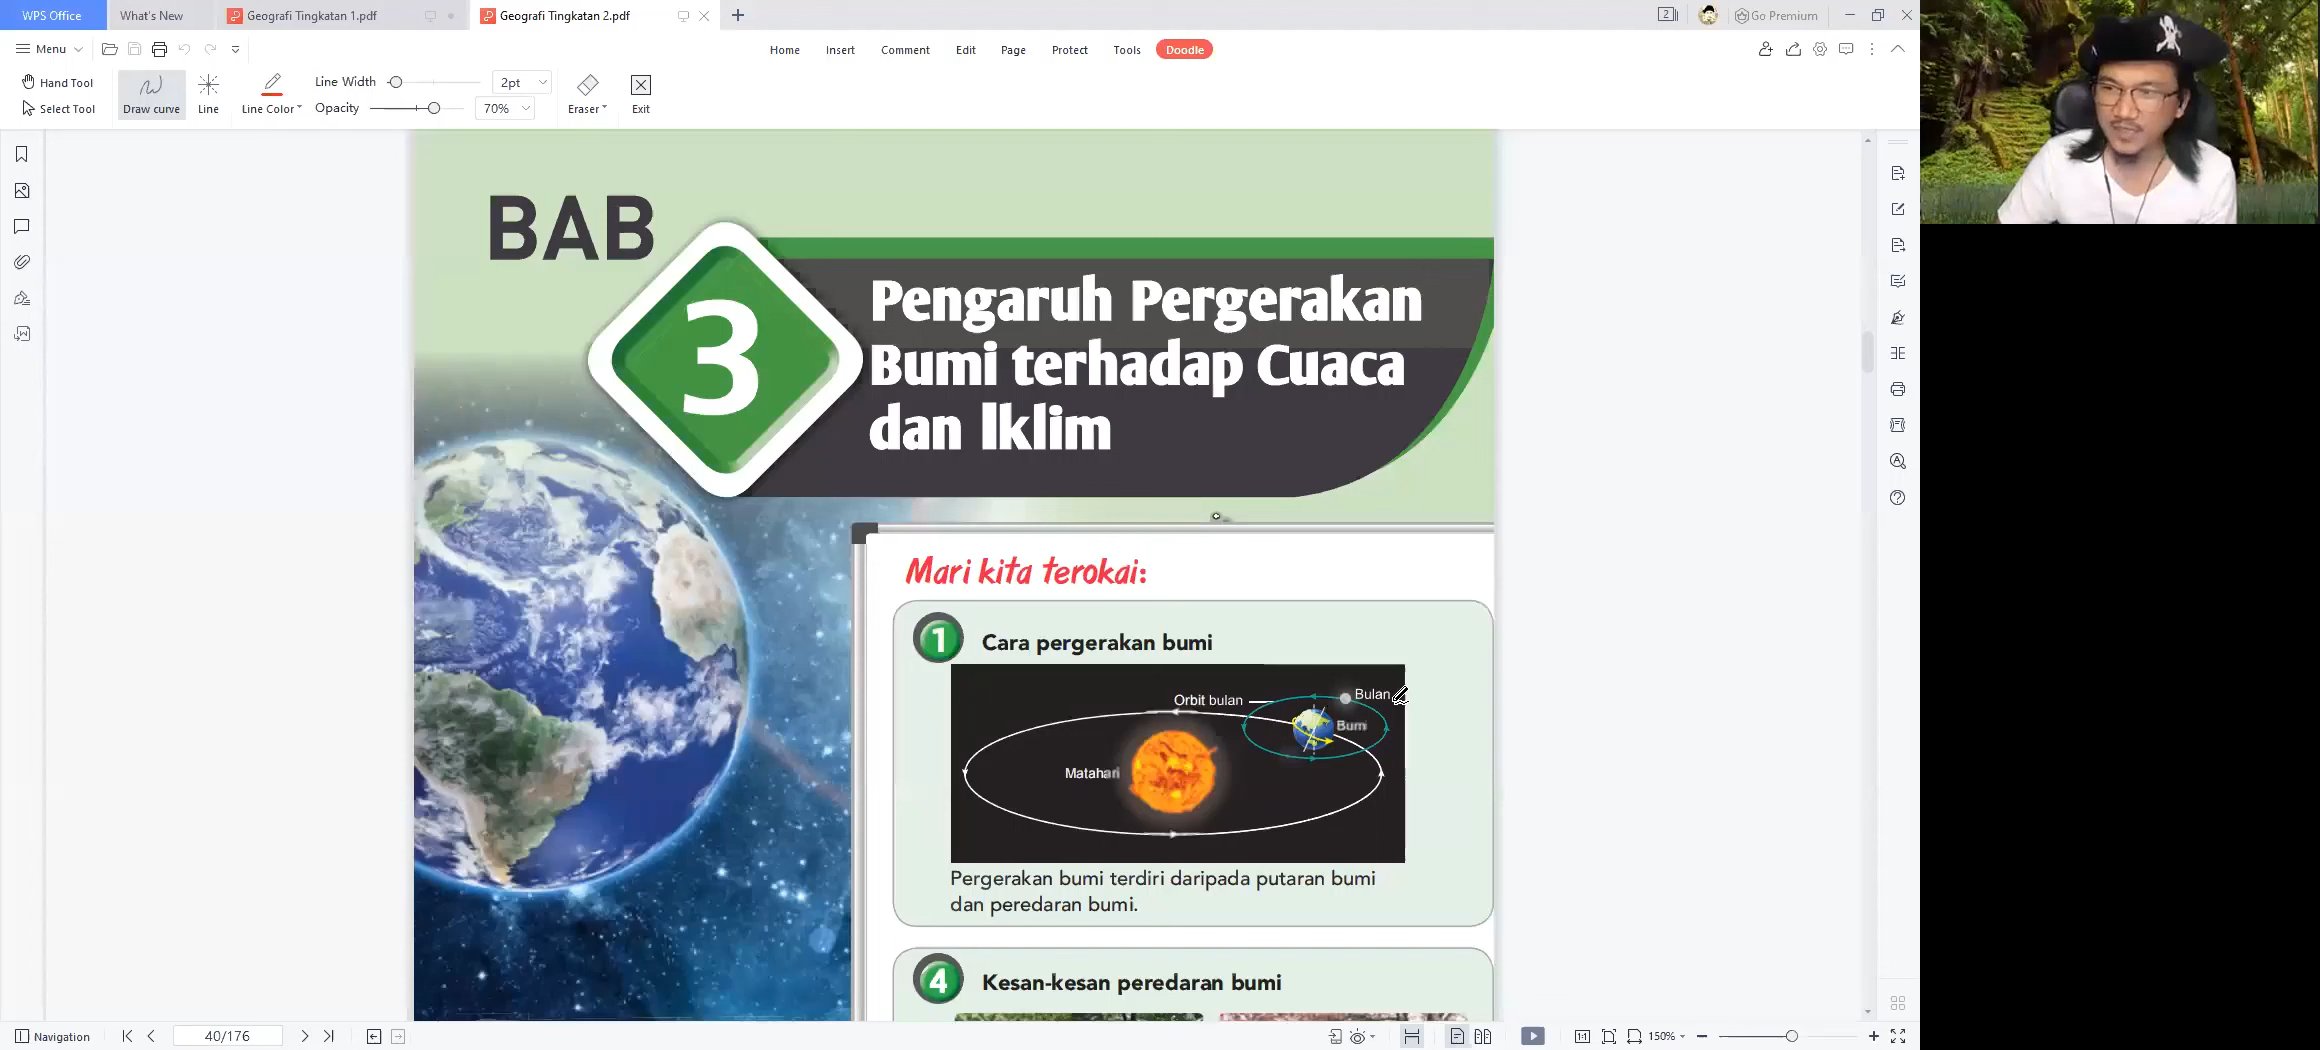 WPS Office
What's New
Geografi Tingkatan 1.pdf
Geografi Tingkatan 2.pdf
2
Go Premium
Menu
Home
Insert
Comment
Edit
Page
Protect
Tools
Doodle
Hand Tool
Select Tool
Draw curve
Line
Line Color
Line Width
2pt
Opacity
70%
Eraser
Exit
BAB
3
Pengaruh Pergerakan
Bumi terhadap Cuaca
dan Iklim
Mari kita terokai:
1
Cara pergerakan bumi
Orbit bulan
Bulan
Bumi
Matahari
Pergerakan bumi terdiri daripada putaran bumi
dan peredaran bumi.
4
Kesan-kesan peredaran bumi
Navigation
40/176
1:1
150%